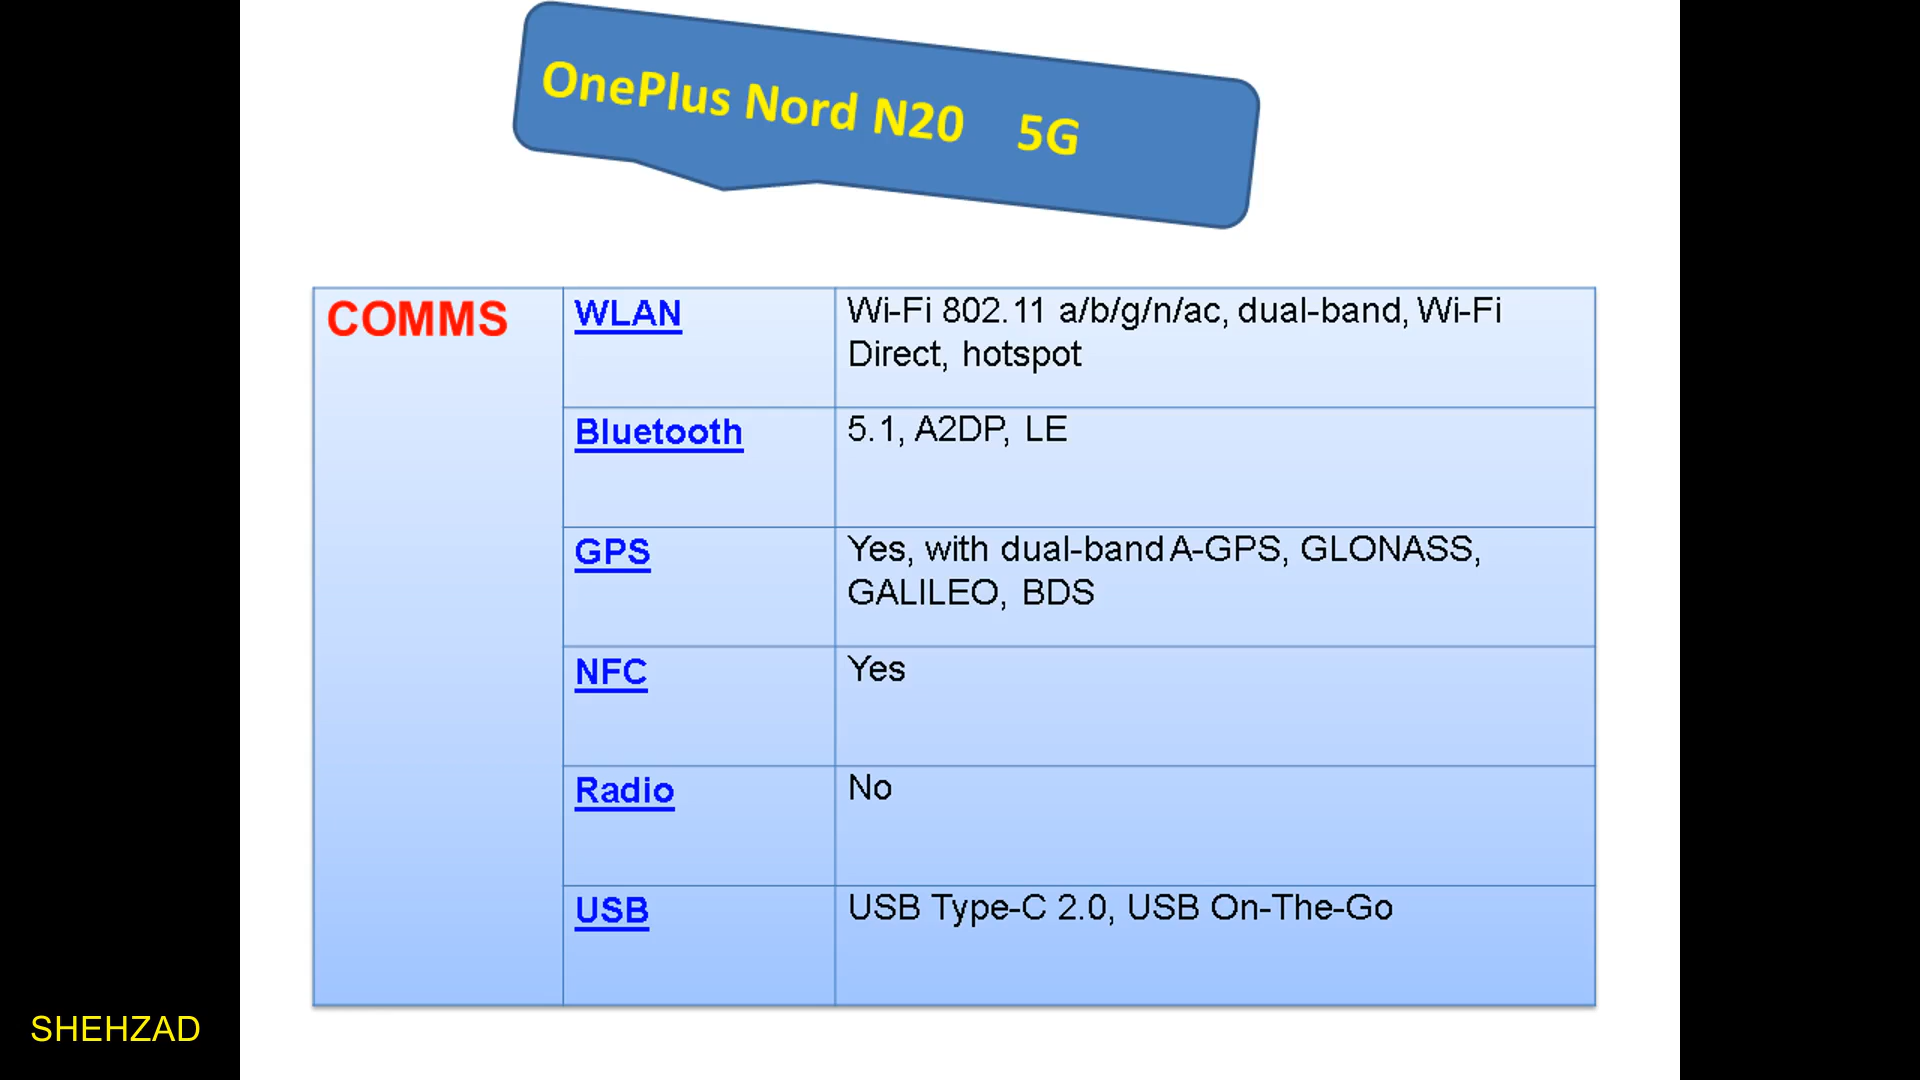 OnePlus Nord N20 5G
COMMS
WLAN
Wi-Fi 802.11 a/b/g/n/ac, dual-band, Wi-Fi
Direct, hotspot
Bluetooth
5.1, A2DP, LE
GPS
Yes, with dual-band A-GPS, GLONASS,
GALILEO, BDS
NFC
Yes
Radio
No
USB
USB Type-C 2.0, USB On-The-Go
SHEHZAD